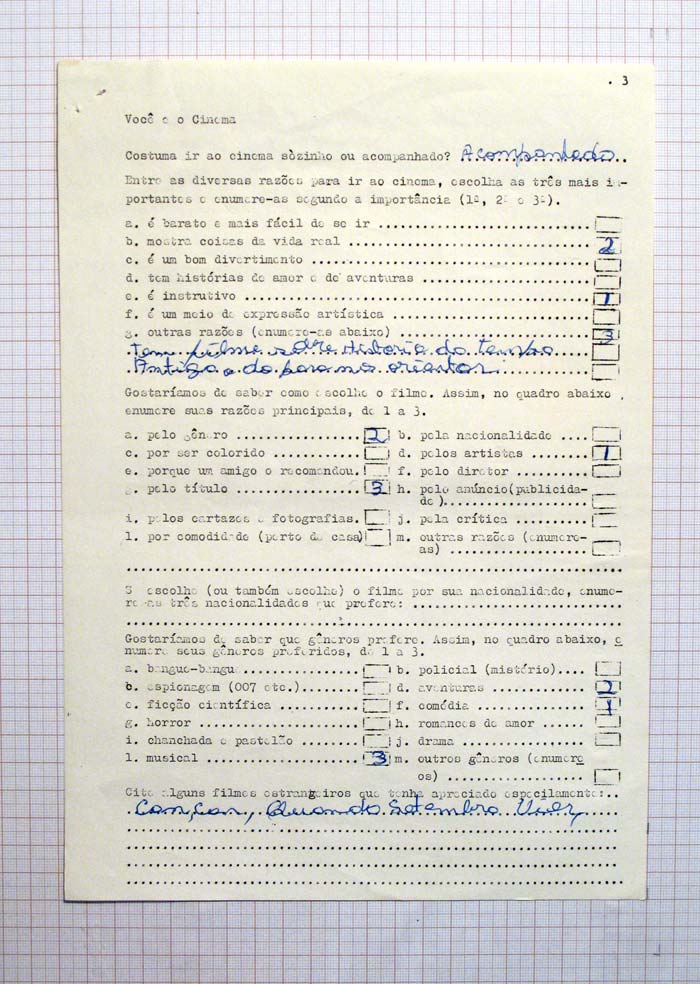 . 3
Você e o Cinema
Costuma ir ao cinema sòzinho ou acompanhado? Acompanhado
Entre as diversas razões para ir ao cinema, escolha as três mais im-
portantes e enumere-as segundo a importância (1ª, 2ª e 3ª).
a. é barato e mais fácil de se ir
b. mostra coisas da vida real 2
c. é um bom divertimento
d. tem histórias de amor e de aventuras
e. é instrutivo 1
f. é um meio de expressão artística
g. outras razões (enumere-as abaixo) 3
Tem filme sobre Historia do tempo
Antigo e do para nos orientar
Gostaríamos de saber como escolhe o filme. Assim, no quadro abaixo,
enumere suas razões principais, de 1 a 3.
a. pelo gênero 2 b. pela nacionalidade
c. por ser colorido d. pelos artistas 1
e. porque um amigo o recomendou. f. pelo diretor
g. pelo título 3 h. pelo anúncio(publicida-
de)
i. pelos cartazes e fotografias. j. pela crítica
l. por comodidade (perto de casa) m. outras razões (enumere-
as)
S escolhe (ou também escolhe) o filme por sua nacionalidade, enume-
re-as três nacionalidades que prefere:
Gostaríamos de saber que gêneros prefere. Assim, no quadro abaixo, e
numere seus gêneros preferidos, de 1 a 3.
a. bangue-bangue b. policial (mistério)
c. espionagem (007 etc.) d. aventuras 2
e. ficção científica f. comédia 1
g. horror h. romances de amor
i. chanchada e pastelão j. drama
l. musical 3 m. outros gêneros (enumere
os)
Cite alguns filmes estrangeiros que tenha apreciado especilamente:
Can,Can, Quando Setembro Vier,